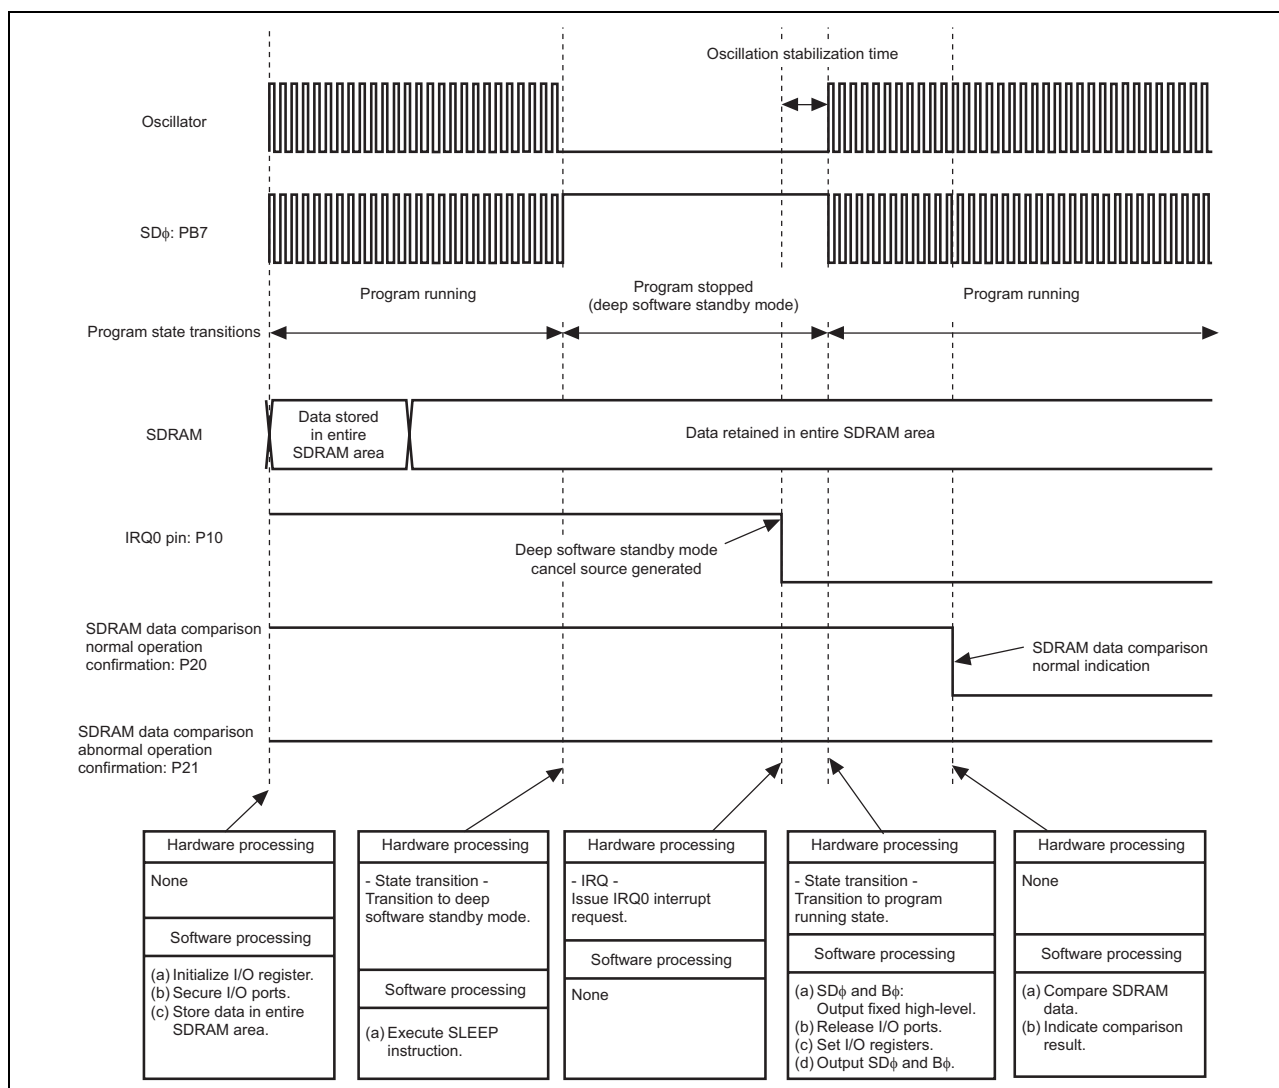 Oscillation stabilization time
Oscillator
SDϕ: PB7
Program running
Program stopped
(deep software standby mode)
Program running
Program state transitions
SDRAM
Data stored
in entire
SDRAM area
Data retained in entire SDRAM area
IRQ0 pin: P10
Deep software standby mode
cancel source generated
SDRAM data comparison
normal operation
confirmation: P20
SDRAM data comparison
normal indication
SDRAM data comparison
abnormal operation
confirmation: P21
Hardware processing
None
Software processing
(a) Initialize I/O register.
(b) Secure I/O ports.
(c) Store data in entire
SDRAM area.
Hardware processing
- State transition -
Transition to deep
software standby mode.
Software processing
(a) Execute SLEEP
instruction.
Hardware processing
- IRQ -
Issue IRQ0 interrupt
request.
Software processing
None
Hardware processing
- State transition -
Transition to program
running state.
Software processing
(a) SDϕ and Bϕ:
Output fixed high-level.
(b) Release I/O ports.
(c) Set I/O registers.
(d) Output SDϕ and Bϕ.
Hardware processing
None
Software processing
(a) Compare SDRAM
data.
(b) Indicate comparison
result.